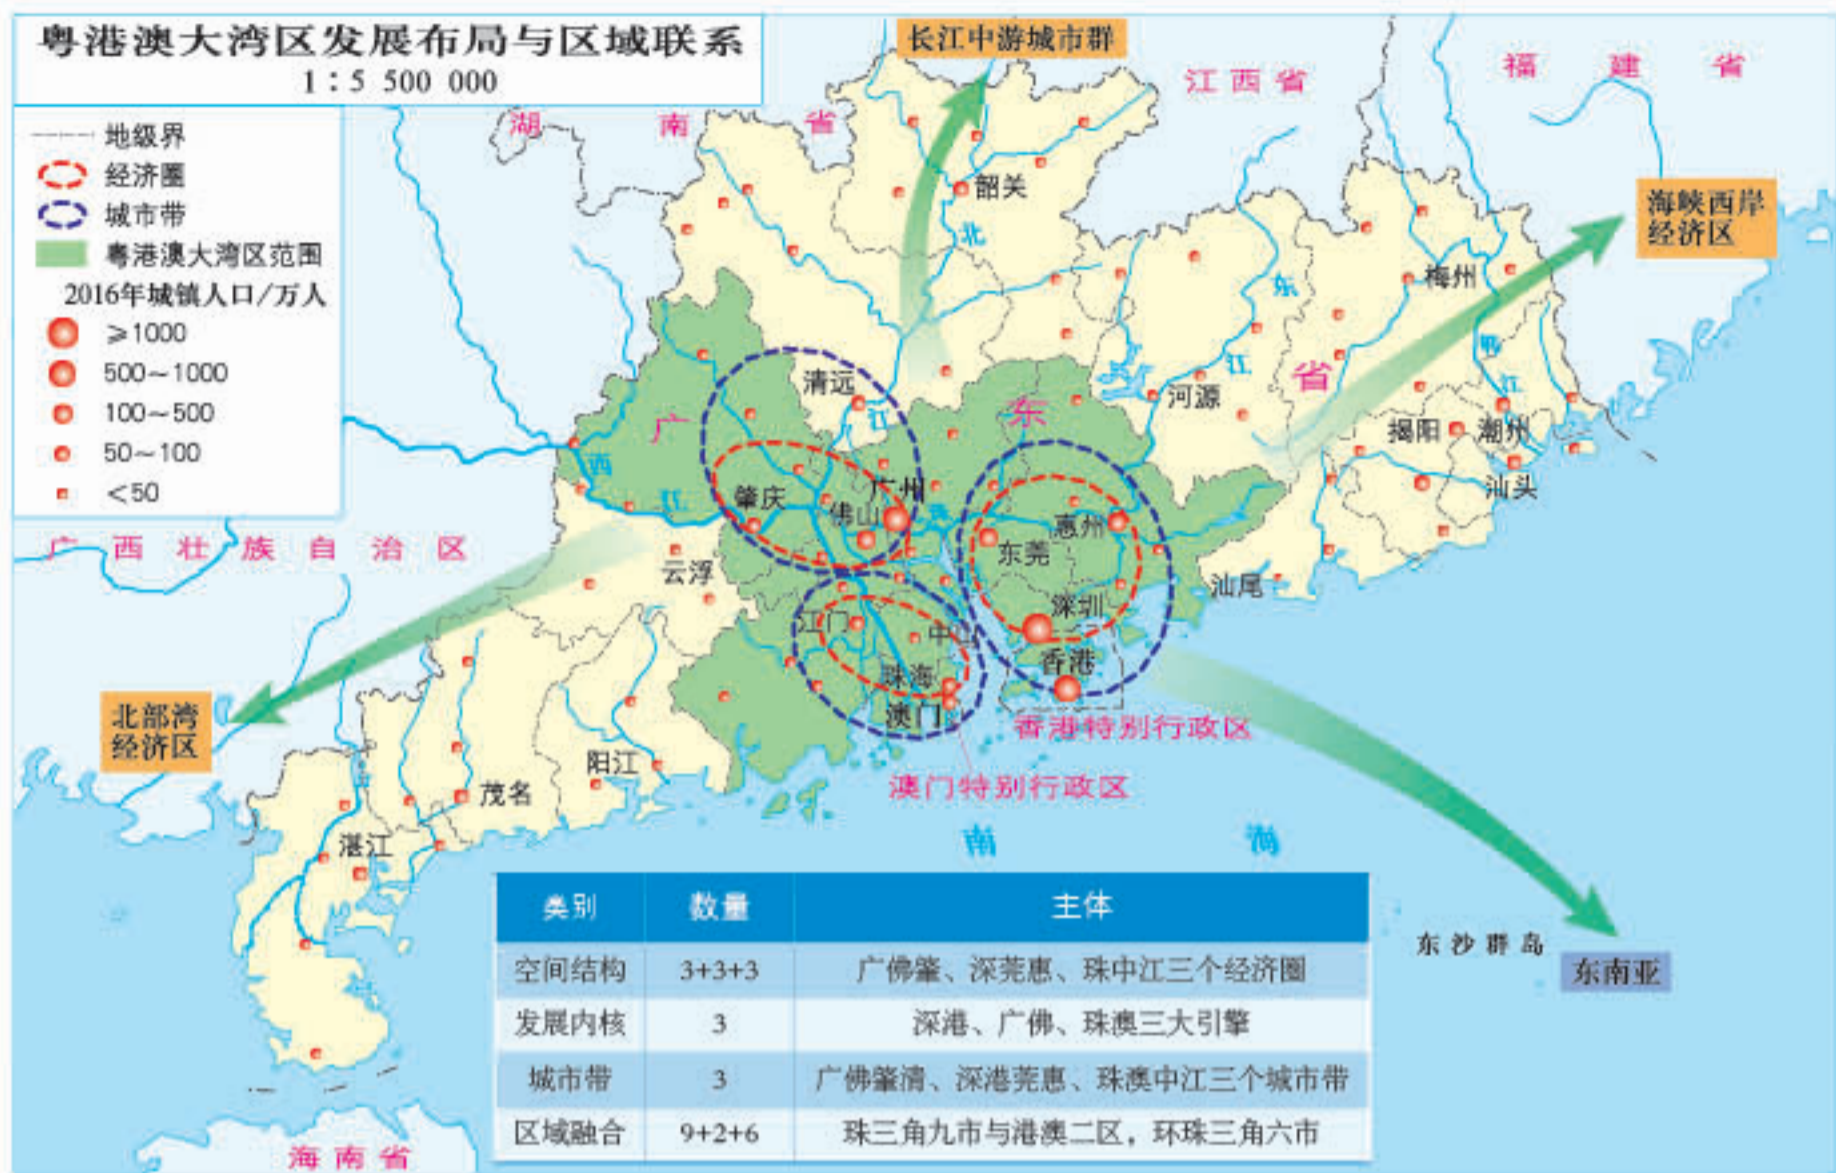 粤港澳大湾区发展布局与区域联系
1：5 500 000
地级界
经济圈
城市带
粤港澳大湾区范围
2016年城镇人口/万人
≥1000
500~1000
100~500
50~100
<50
长江中游城市群
江西省
福建省
湖南省
海峡西岸
经济区
韶关
北
江
东
江
梅州
韩
江
清远
河源
广
东
省
揭阳
潮州
汕头
西
江
肇庆
广州
佛山
珠
惠州
东莞
深圳
汕尾
广西壮族自治区
云浮
江门
中山
珠海
澳门
香港
香港特别行政区
澳门特别行政区
北部湾
经济区
阳江
茂名
湛江
南海
东沙群岛
东南亚
海南省
类别 数量 主体
空间结构 3+3+3 广佛肇、深莞惠、珠中江三个经济圈
发展内核 3 深港、广佛、珠澳三大引擎
城市带 3 广佛肇清、深港莞惠、珠澳中江三个城市带
区域融合 9+2+6 珠三角九市与港澳二区，环珠三角六市